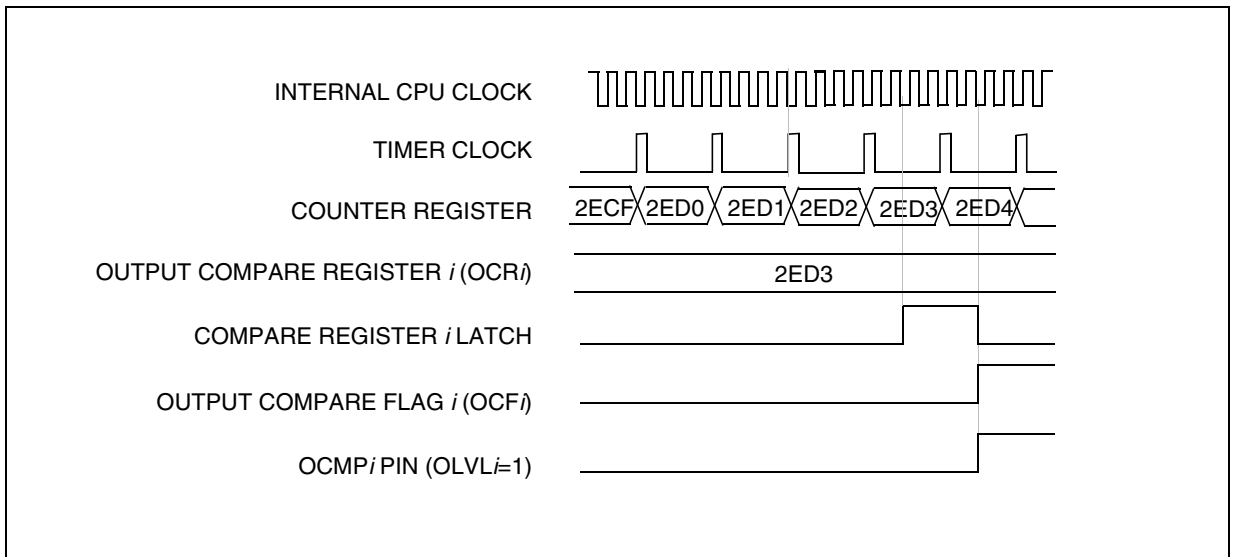 INTERNAL CPU CLOCK
TIMER CLOCK
COUNTER REGISTER 2ECF 2ED0 2ED1 2ED2 2ED3 2ED4
OUTPUT COMPARE REGISTER i (OCRi) 2ED3
COMPARE REGISTER i LATCH
OUTPUT COMPARE FLAG i (OCFi)
OCMPi PIN (OLVLi=1)